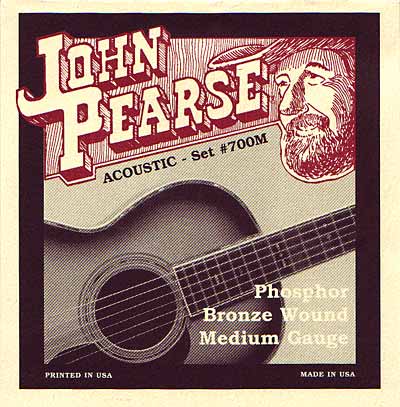 JOHN
PEARSE
ACOUSTIC - Set #700M
Phosphor
Bronze Wound
Medium Gauge
PRINTED IN USA
MADE IN USA